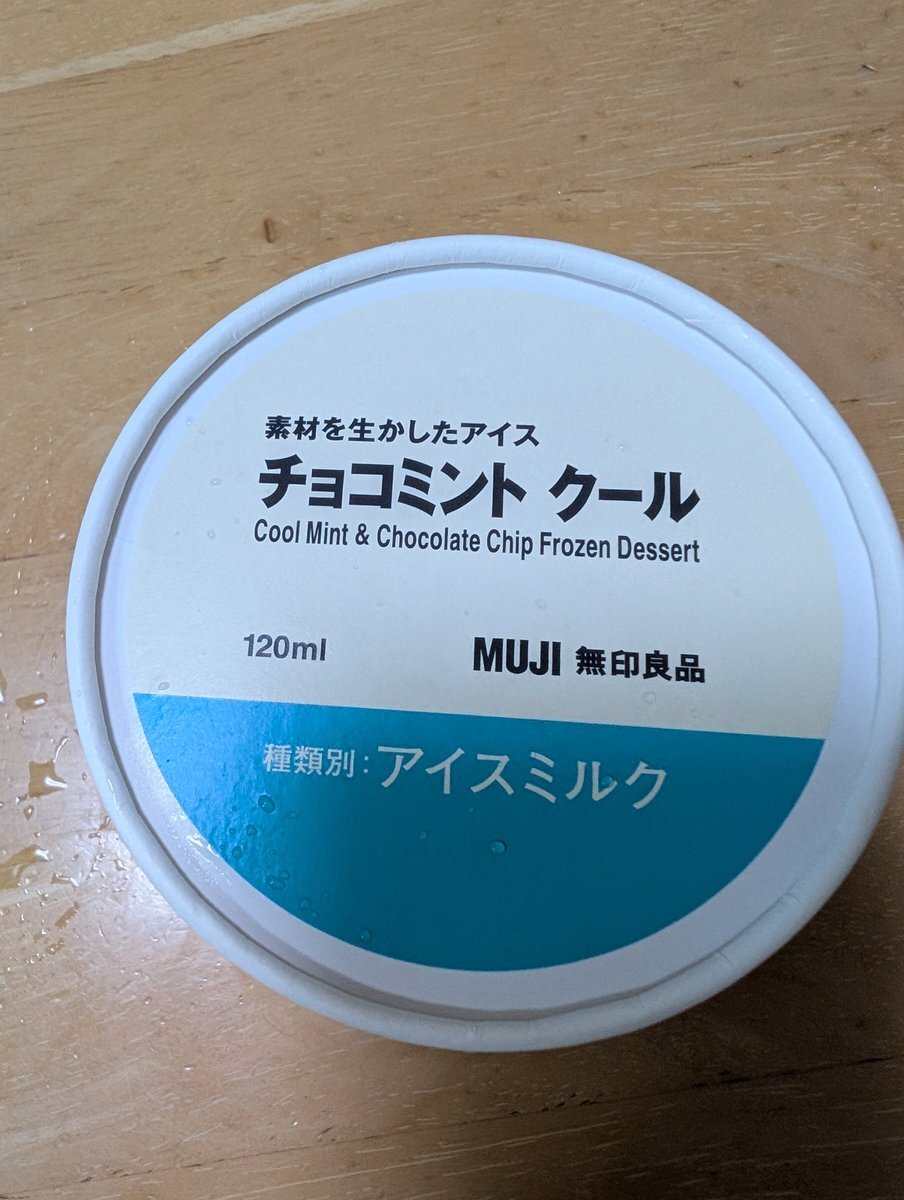 素材を生かしたアイス
チョコミント クール
Cool Mint & Chocolate Chip Frozen Dessert
120ml
MUJI 無印良品
種類別：アイスミルク